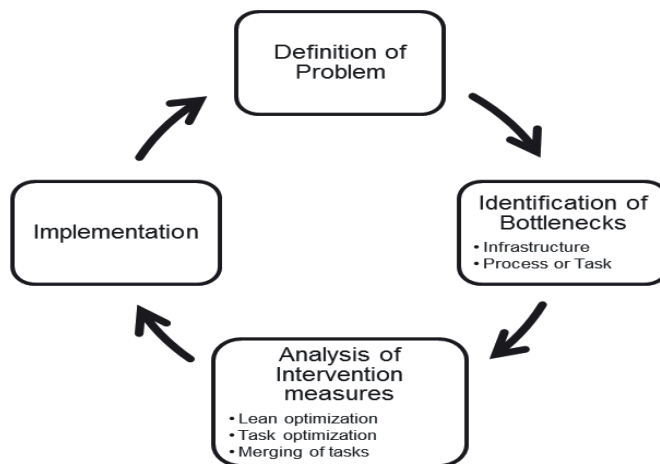 Definition of
Problem
Identification of
Bottlenecks
• Infrastructure
• Process or Task
Analysis of
Intervention
measures
• Lean optimization
• Task optimization
• Merging of tasks
Implementation